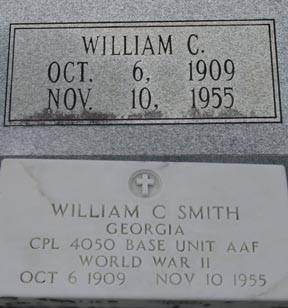 WILLIAM C.
OCT. 6, 1909
NOV. 10, 1955
WILLIAM C SMITH
GEORGIA
CPL 4050 BASE UNIT AAF
WORLD WAR II
OCT 6 1909 NOV 10 1955